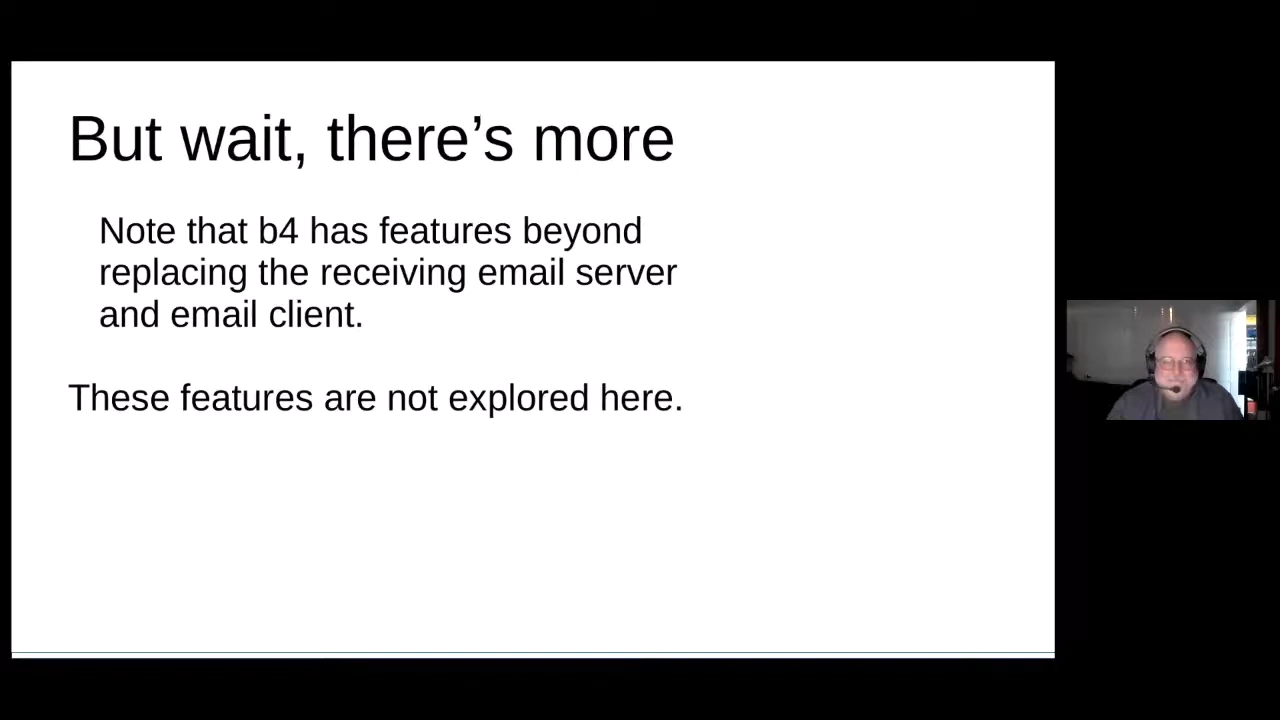 But wait, there’s more
Note that b4 has features beyond
replacing the receiving email server
and email client.
These features are not explored here.